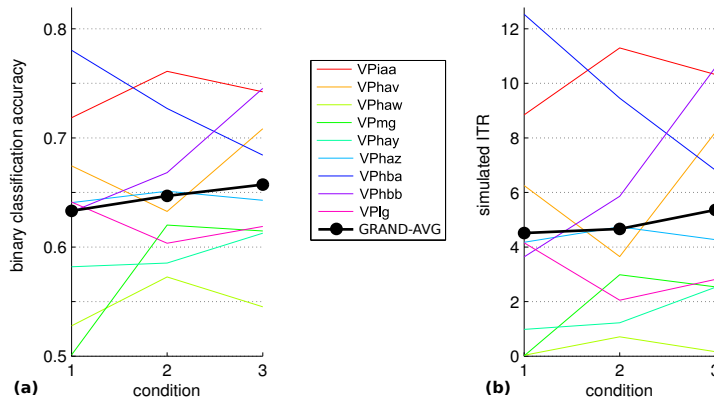 binary classification accuracy
0.8
0.7
0.6
0.5
1
2
3
condition
(a)
VPiaa
VPhav
VPhaw
VPmg
VPhay
VPhaz
VPhba
VPhbb
VPlg
GRAND-AVG
simulated ITR
12
10
8
6
4
2
0
1
2
3
condition
(b)